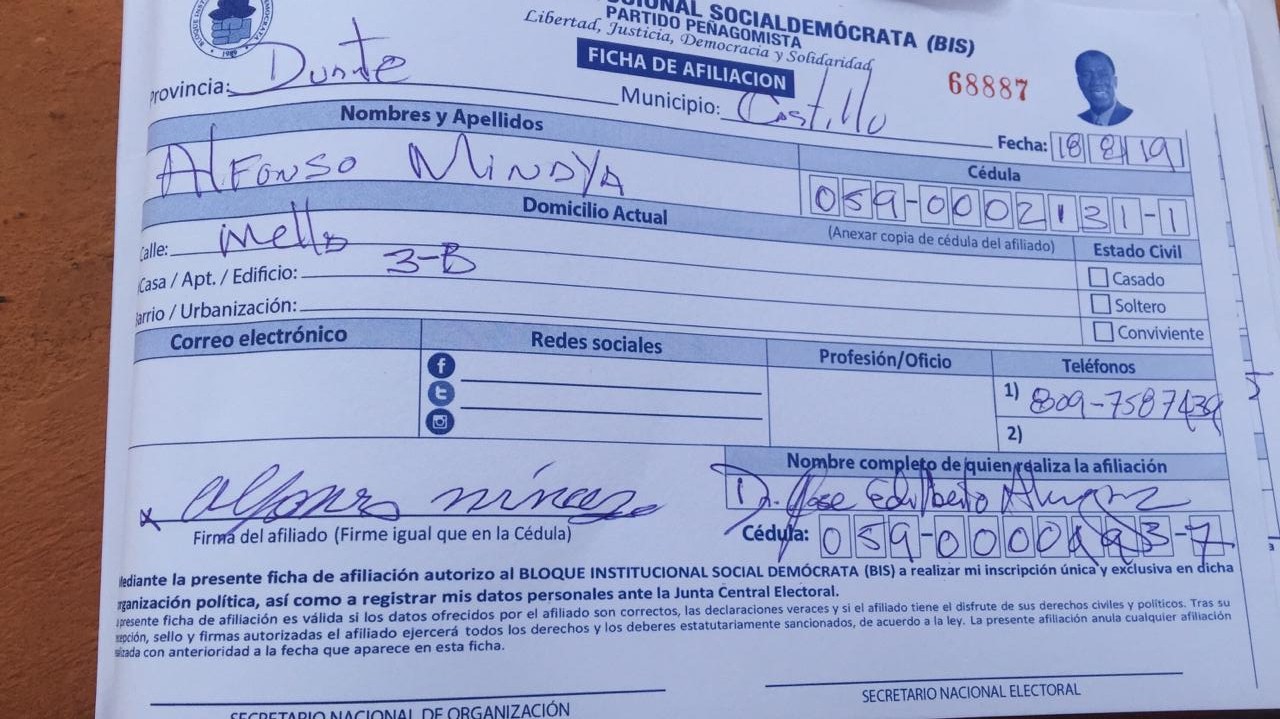 SOCIALDEMÓCRATA (BIS)
PARTIDO PEÑAGOMISTA
Libertad, Justicia, Democracia y Solidaridad
FICHA DE AFILIACION
68887
Provincia: Duarte Municipio: Castillo
Fecha: 18 8 19
Nombres y Apellidos Cédula
Alfonso 059-0002131-1
Domicilio Actual (Anexar copia de cédula del afiliado) Estado Civil
Calle: Mella
Casa / Apt. / Edificio: 3-B
Casado
Barrio / Urbanización:
Soltero
Conviviente
Correo electrónico Redes sociales Profesión/Oficio Teléfonos
1) 809-7587439
2)
Nombre completo de quien realiza la afiliación
Dr. Jose Edilberto
Firma del afiliado (Firme igual que en la Cédula)
Cédula: 059-0000
Mediante la presente ficha de afiliación autorizo al BLOQUE INSTITUCIONAL SOCIAL DEMÓCRATA (BIS) a realizar mi inscripción única y exclusiva en dicha
organización política, así como a registrar mis datos personales ante la Junta Central Electoral.
presente ficha de afiliación es válida si los datos ofrecidos por el afiliado son correctos, las declaraciones veraces y si el afiliado tiene el disfrute de sus derechos civiles y políticos. Tras su
recepción, sello y firmas autorizadas el afiliado ejercerá todos los derechos y los deberes estatutariamente sancionados, de acuerdo a la ley. La presente afiliación anula cualquier afiliación
realizada con anterioridad a la fecha que aparece en esta ficha.
SECRETARIO NACIONAL DE ORGANIZACIÓN SECRETARIO NACIONAL ELECTORAL